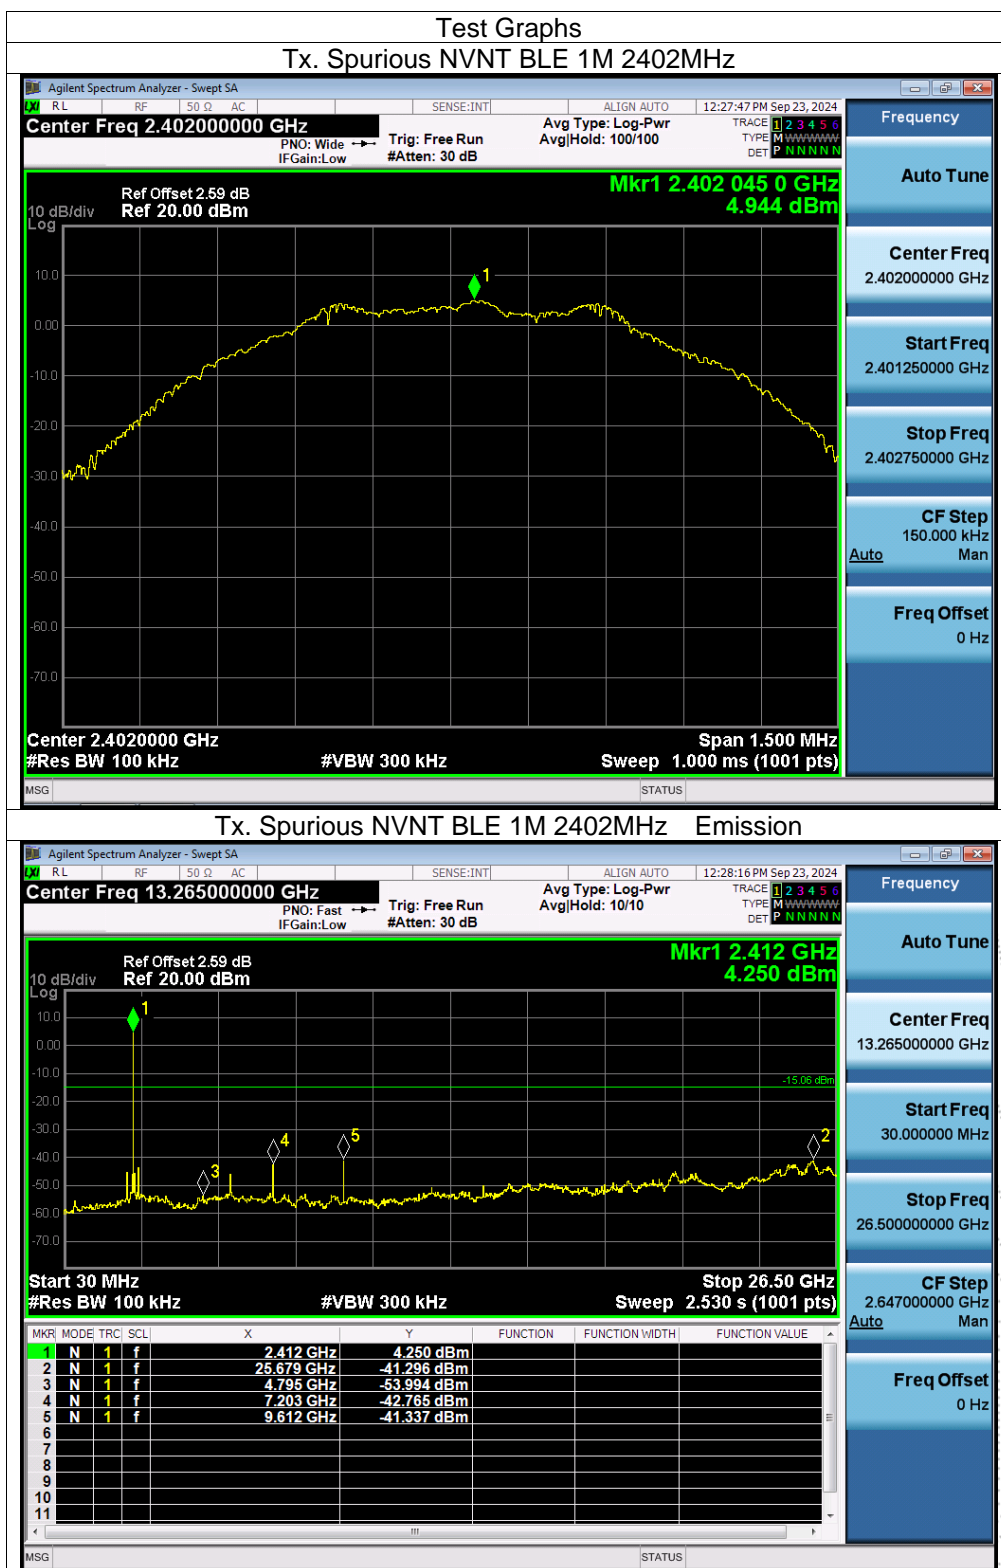 Test Graphs
Tx. Spurious NVNT BLE 1M 2402MHz
Agilent Spectrum Analyzer - Swept SA
LXI RL RF 50 Ω AC SENSE:INT ALIGN AUTO 12:27:47 PM Sep 23, 2024
Center Freq 2.402000000 GHz Avg Type: Log-Pwr TRACE 1 2 3 4 5 6
PNO: Wide Trig: Free Run Avg|Hold: 100/100 TYPE M WWWWW
IFGain:Low #Atten: 30 dB DET P N N N N N
Frequency
Auto Tune
Center Freq
2.402000000 GHz
Start Freq
2.401250000 GHz
Stop Freq
2.402750000 GHz
CF Step
150.000 kHz
Auto Man
Freq Offset
0 Hz
Mkr1 2.402 045 0 GHz
4.944 dBm
Ref Offset 2.59 dB
10 dB/div Ref 20.00 dBm
Log
1
10.0
0.00
-10.0
-20.0
-30.0
-40.0
-50.0
-60.0
-70.0
Center 2.4020000 GHz Span 1.500 MHz
#Res BW 100 kHz #VBW 300 kHz Sweep 1.000 ms (1001 pts)
MSG STATUS
Tx. Spurious NVNT BLE 1M 2402MHz Emission
Agilent Spectrum Analyzer - Swept SA
LXI RL RF 50 Ω AC SENSE:INT ALIGN AUTO 12:28:16 PM Sep 23, 2024
Center Freq 13.265000000 GHz Avg Type: Log-Pwr TRACE 1 2 3 4 5 6
PNO: Fast Trig: Free Run Avg|Hold: 10/10 TYPE M WWWWW
IFGain:Low #Atten: 30 dB DET P N N N N N
Frequency
Auto Tune
Center Freq
13.265000000 GHz
Start Freq
30.000000 MHz
Stop Freq
26.500000000 GHz
CF Step
2.647000000 GHz
Auto Man
Freq Offset
0 Hz
Mkr1 2.412 GHz
4.250 dBm
Ref Offset 2.59 dB
10 dB/div Ref 20.00 dBm
Log
1
10.0
0.00
-10.0
-15.06 dBm
-20.0
-30.0
4 5 2
-40.0
3
-50.0
-60.0
-70.0
Start 30 MHz Stop 26.50 GHz
#Res BW 100 kHz #VBW 300 kHz Sweep 2.530 s (1001 pts)
MKR MODE TRC SCL X Y FUNCTION FUNCTION WIDTH FUNCTION VALUE
1 N 1 f 2.412 GHz 4.250 dBm
2 N 1 f 25.679 GHz -41.296 dBm
3 N 1 f 4.795 GHz -53.994 dBm
4 N 1 f 7.203 GHz -42.765 dBm
5 N 1 f 9.612 GHz -41.337 dBm
6
7
8
9
10
11
MSG STATUS